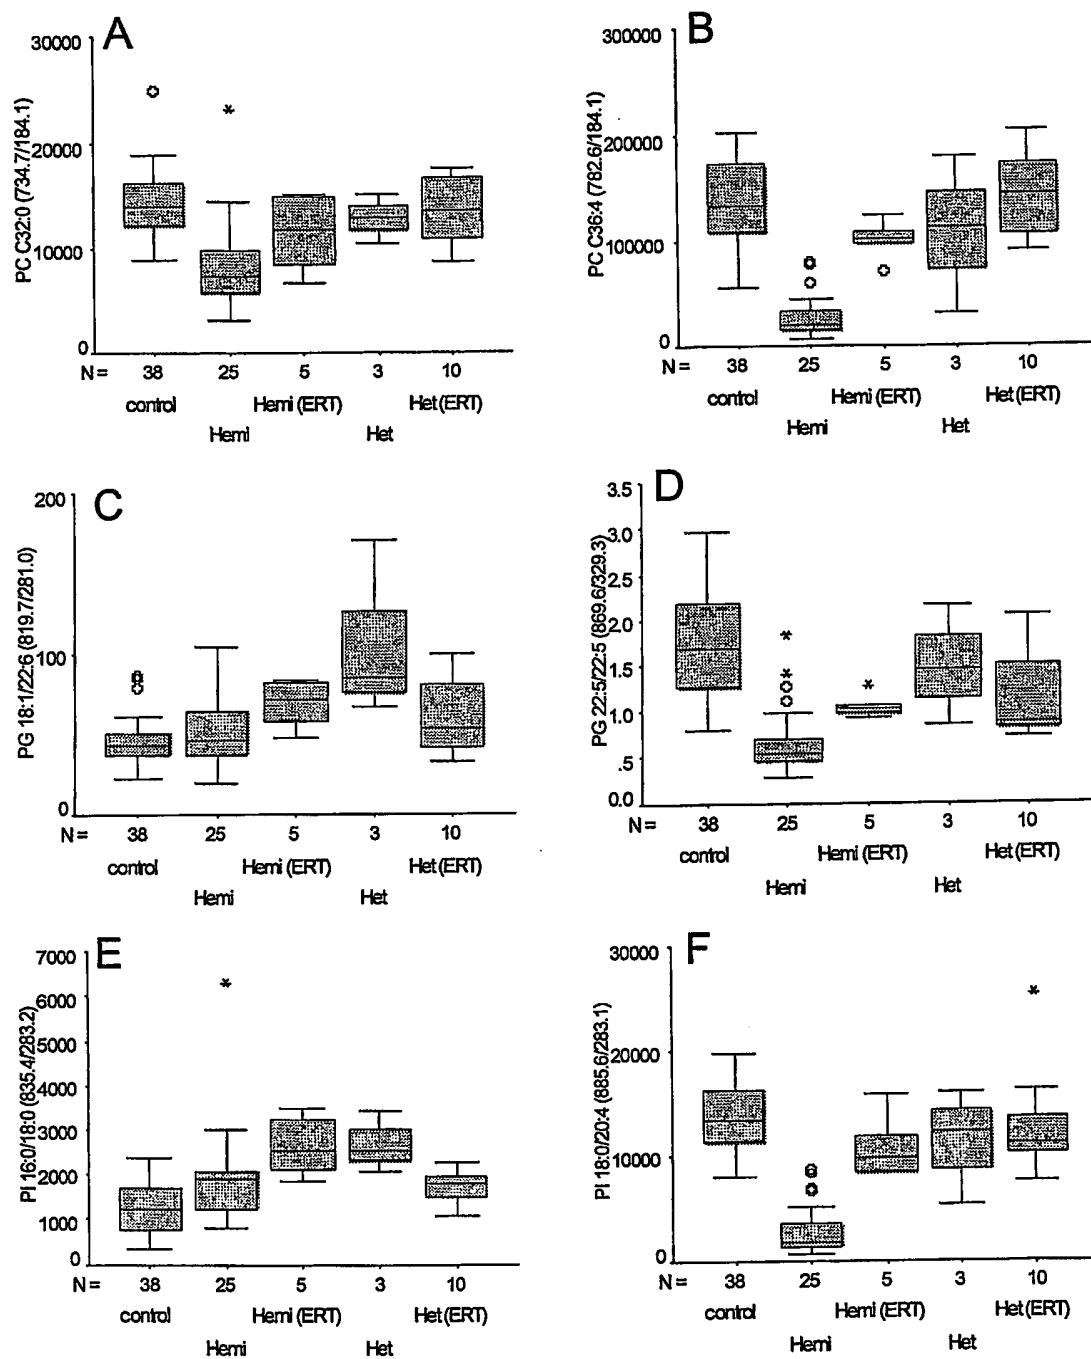 A
PC C32:0 (734.7/184.1)
30000
20000
10000
0
N = 38 25 5 3 10
control Hemi (ERT) Het (ERT)
Hemi Het
B
PC C36:4 (782.6/184.1)
300000
200000
100000
0
N = 38 25 5 3 10
control Hemi (ERT) Het (ERT)
Hemi Het
C
PG 18:1/22:6 (819.7/281.0)
200
100
0
N = 38 25 5 3 10
control Hemi (ERT) Het (ERT)
Hemi Het
D
PG 22:5/22:5 (869.6/329.3)
3.5
3.0
2.5
2.0
1.5
1.0
.5
0.0
N = 38 25 5 3 10
control Hemi (ERT) Het (ERT)
Hemi Het
E
PI 16:0/18:0 (835.4/283.2)
7000
6000
5000
4000
3000
2000
1000
0
N = 38 25 5 3 10
control Hemi (ERT) Het (ERT)
Hemi Het
F
PI 18:0/20:4 (885.6/283.1)
30000
20000
10000
0
N = 38 25 5 3 10
control Hemi (ERT) Het (ERT)
Hemi Het